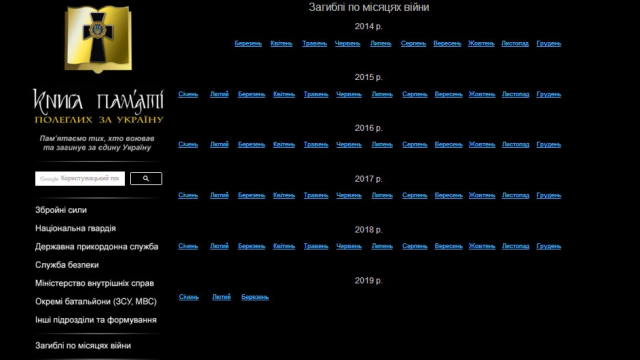 Загиблі по місяцях війни
2014 р.
Березень Квітень Травень Червень Липень Серпень Вересень Жовтень Листопад Грудень
2015 р.
Січень Лютий Березень Квітень Травень Червень Липень Серпень Вересень Жовтень Листопад Грудень
2016 р.
Січень Лютий Березень Квітень Травень Червень Липень Серпень Вересень Жовтень Листопад Грудень
2017 р.
Січень Лютий Березень Квітень Травень Червень Липень Серпень Вересень Жовтень Листопад Грудень
2018 р.
Січень Лютий Березень Квітень Травень Червень Липень Серпень Вересень Жовтень Листопад Грудень
2019 р.
Січень Лютий Березень
Книга пам'яті
ПОЛЕГЛИХ ЗА УКРАЇНУ
Пам'ятаємо тих, хто воював
та загинув за єдину Україну
Google Користувацький по
Збройні сили
Національна гвардія
Державна прикордонна служба
Служба безпеки
Міністерство внутрішніх справ
Окремі батальйони (ЗСУ, МВС)
Інші підрозділи та формування
Загиблі по місяцях війни